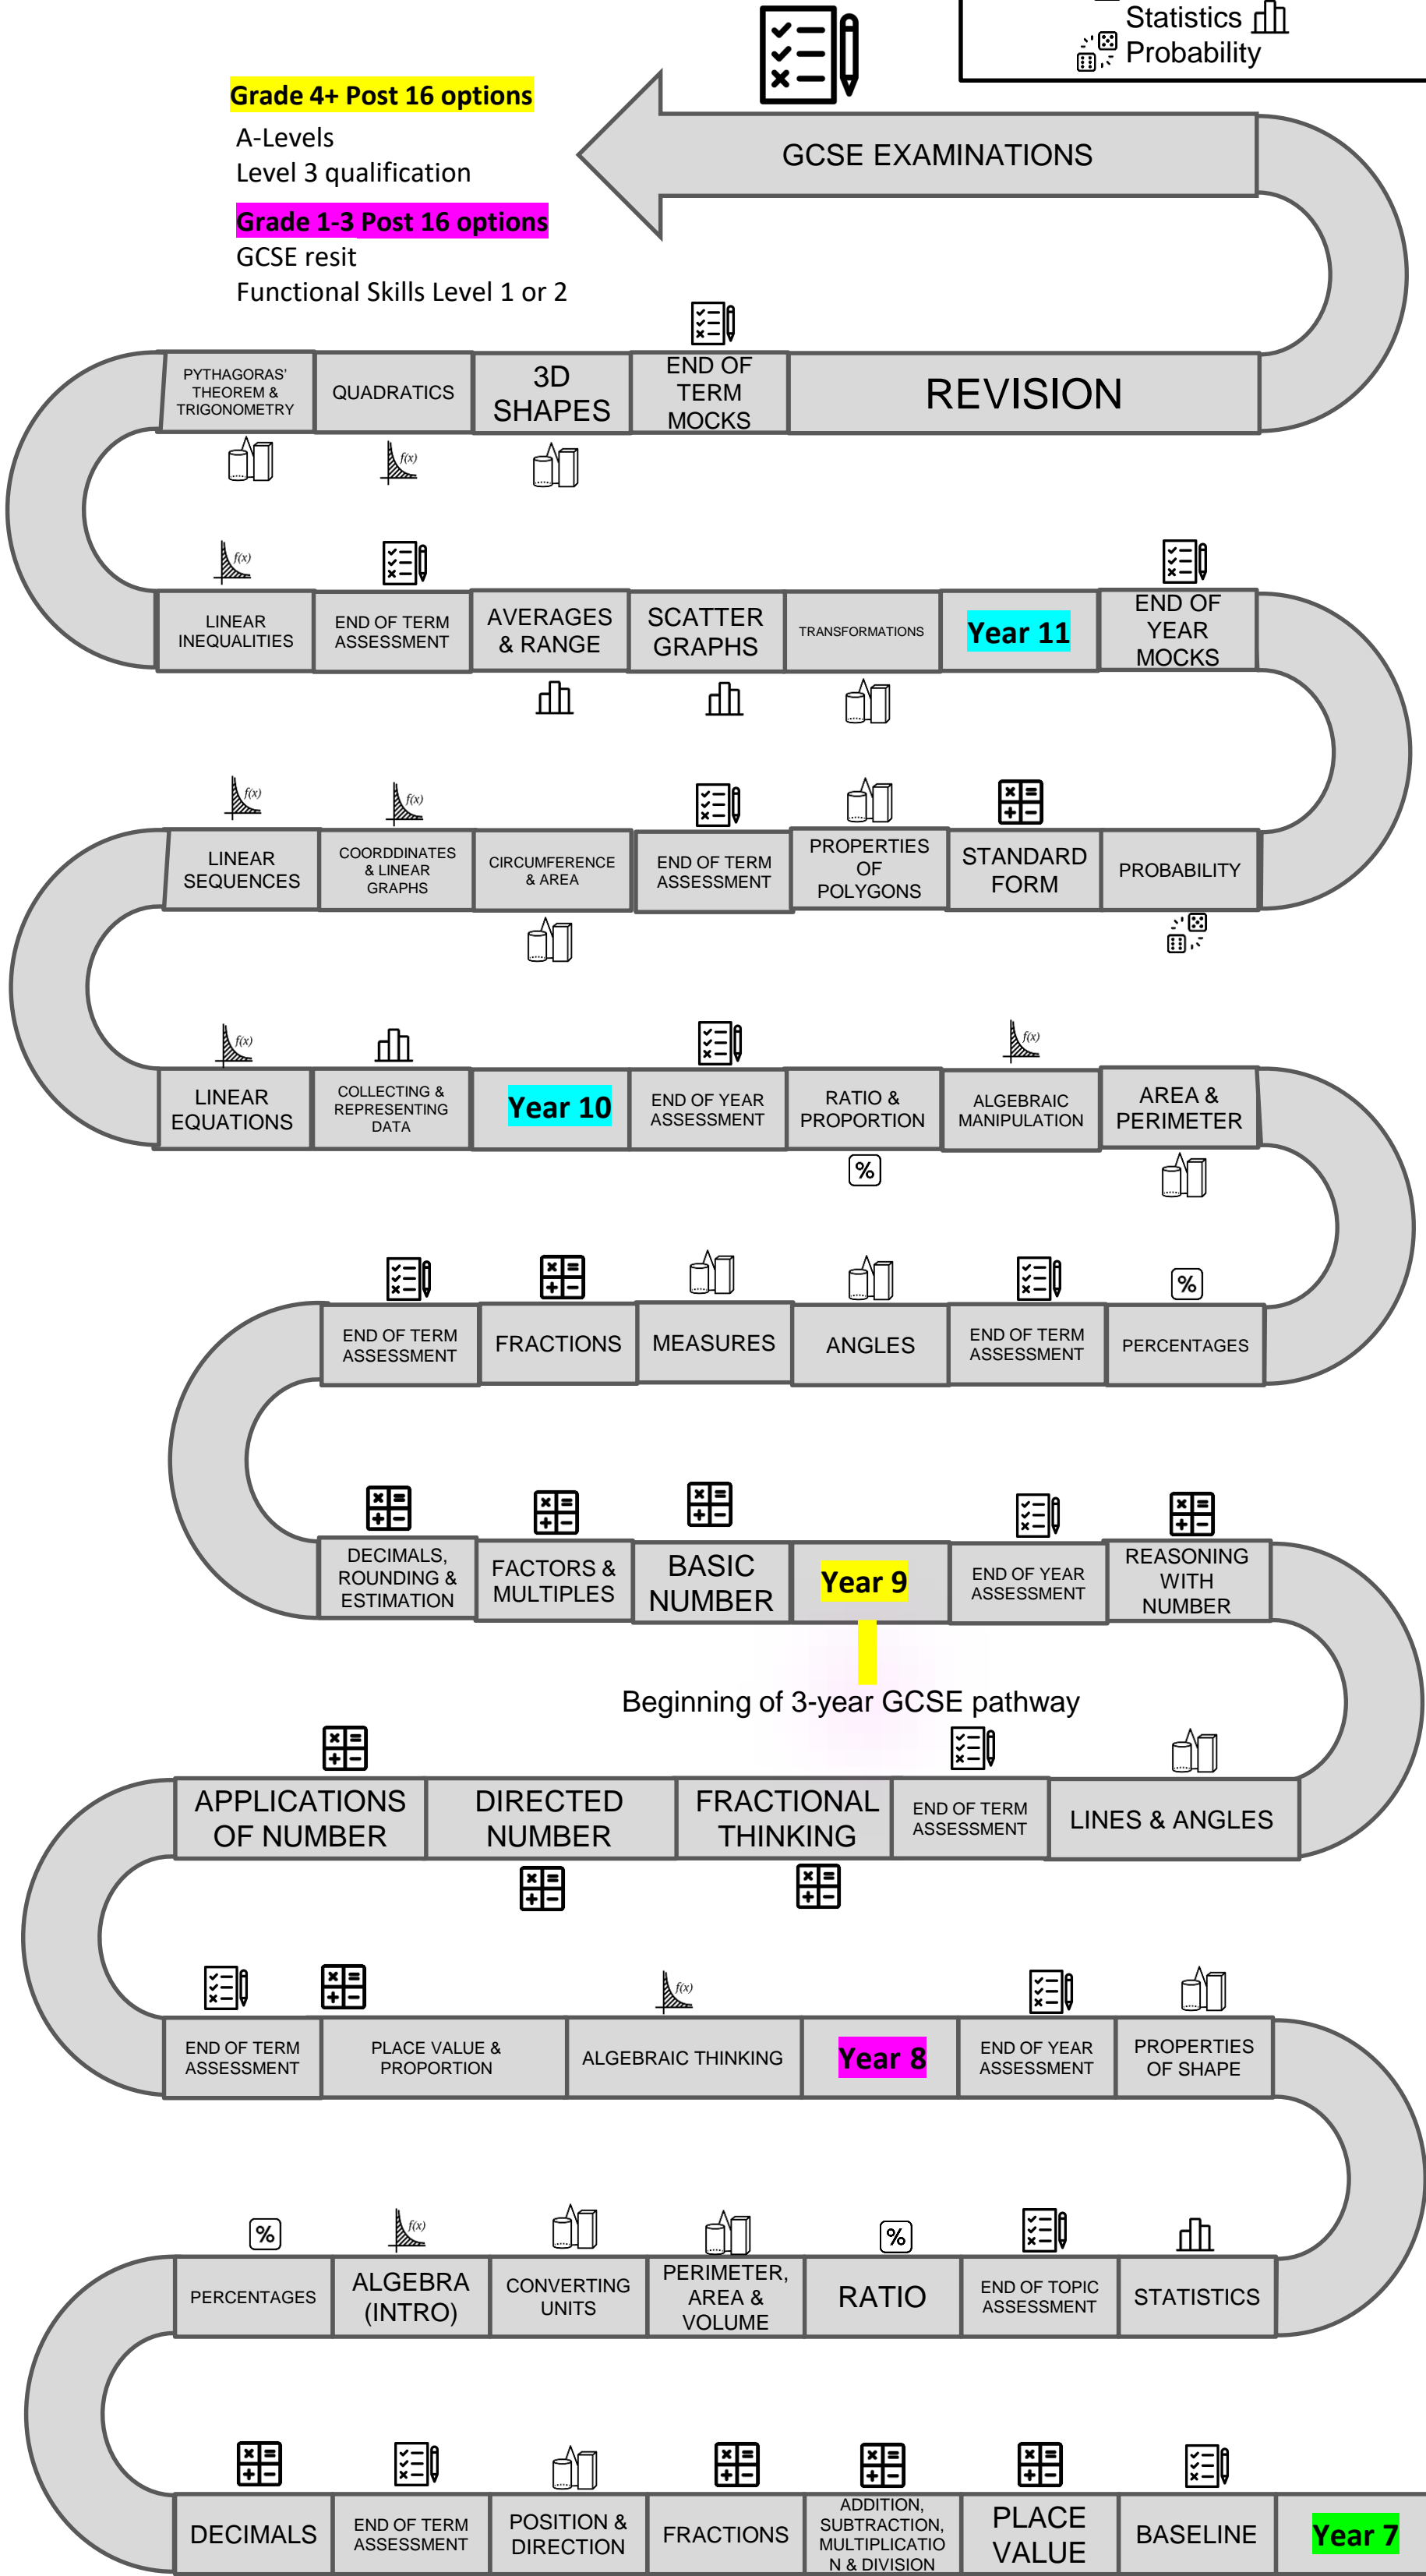 Statistics
Probability
Grade 4+ Post 16 options
A-Levels
Level 3 qualification
Grade 1-3 Post 16 options
GCSE resit
Functional Skills Level 1 or 2
GCSE EXAMINATIONS
PYTHAGORAS'
THEOREM &
TRIGONOMETRY
QUADRATICS
3D
SHAPES
END OF
TERM
MOCKS
REVISION
f(x)
f(x)
LINEAR
INEQUALITIES
END OF TERM
ASSESSMENT
AVERAGES
& RANGE
SCATTER
GRAPHS
TRANSFORMATIONS
Year 11
END OF
YEAR
MOCKS
f(x)
f(x)
LINEAR
SEQUENCES
COORDDINATES
& LINEAR
GRAPHS
CIRCUMFERENCE
& AREA
END OF TERM
ASSESSMENT
PROPERTIES
OF
POLYGONS
STANDARD
FORM
PROBABILITY
f(x)
f(x)
LINEAR
EQUATIONS
COLLECTING &
REPRESENTING
DATA
Year 10
END OF YEAR
ASSESSMENT
RATIO &
PROPORTION
ALGEBRAIC
MANIPULATION
AREA &
PERIMETER
%
%
END OF TERM
ASSESSMENT
FRACTIONS
MEASURES
ANGLES
END OF TERM
ASSESSMENT
PERCENTAGES
DECIMALS,
ROUNDING &
ESTIMATION
FACTORS &
MULTIPLES
BASIC
NUMBER
Year 9
END OF YEAR
ASSESSMENT
REASONING
WITH
NUMBER
Beginning of 3-year GCSE pathway
APPLICATIONS
OF NUMBER
DIRECTED
NUMBER
FRACTIONAL
THINKING
END OF TERM
ASSESSMENT
LINES & ANGLES
f(x)
END OF TERM
ASSESSMENT
PLACE VALUE &
PROPORTION
ALGEBRAIC THINKING
Year 8
END OF YEAR
ASSESSMENT
PROPERTIES
OF SHAPE
%
f(x)
%
PERCENTAGES
ALGEBRA
(INTRO)
CONVERTING
UNITS
PERIMETER,
AREA &
VOLUME
RATIO
END OF TOPIC
ASSESSMENT
STATISTICS
DECIMALS
END OF TERM
ASSESSMENT
POSITION &
DIRECTION
FRACTIONS
ADDITION,
SUBTRACTION,
MULTIPLICATIO
N & DIVISION
PLACE
VALUE
BASELINE
Year 7